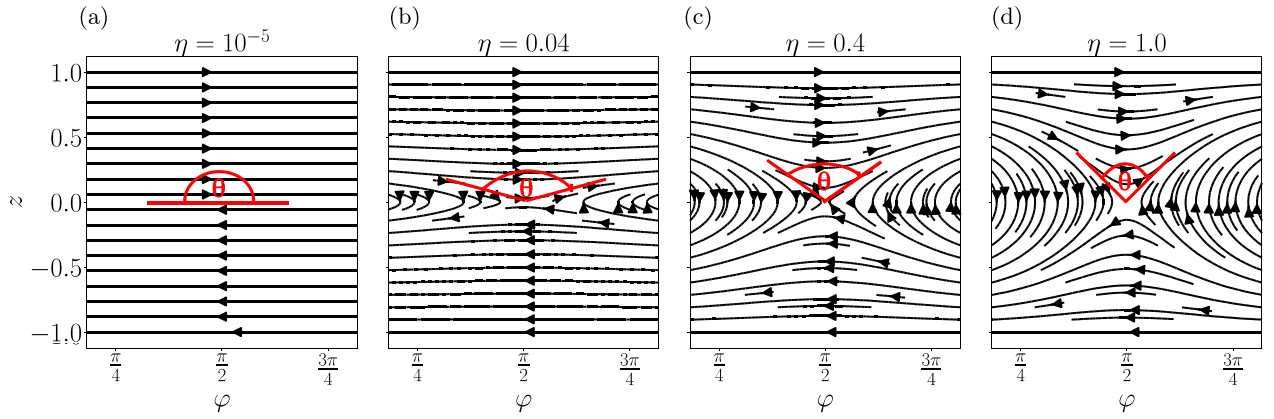 (a) (b) (c) (d)
η = 10⁻⁵ η = 0.04 η = 0.4 η = 1.0
1.0
0.5
θ θ θ θ
z 0.0
−0.5
−1.0
π/4 π/2 3π/4 π/4 π/2 3π/4 π/4 π/2 3π/4 π/4 π/2 3π/4
φ φ φ φ